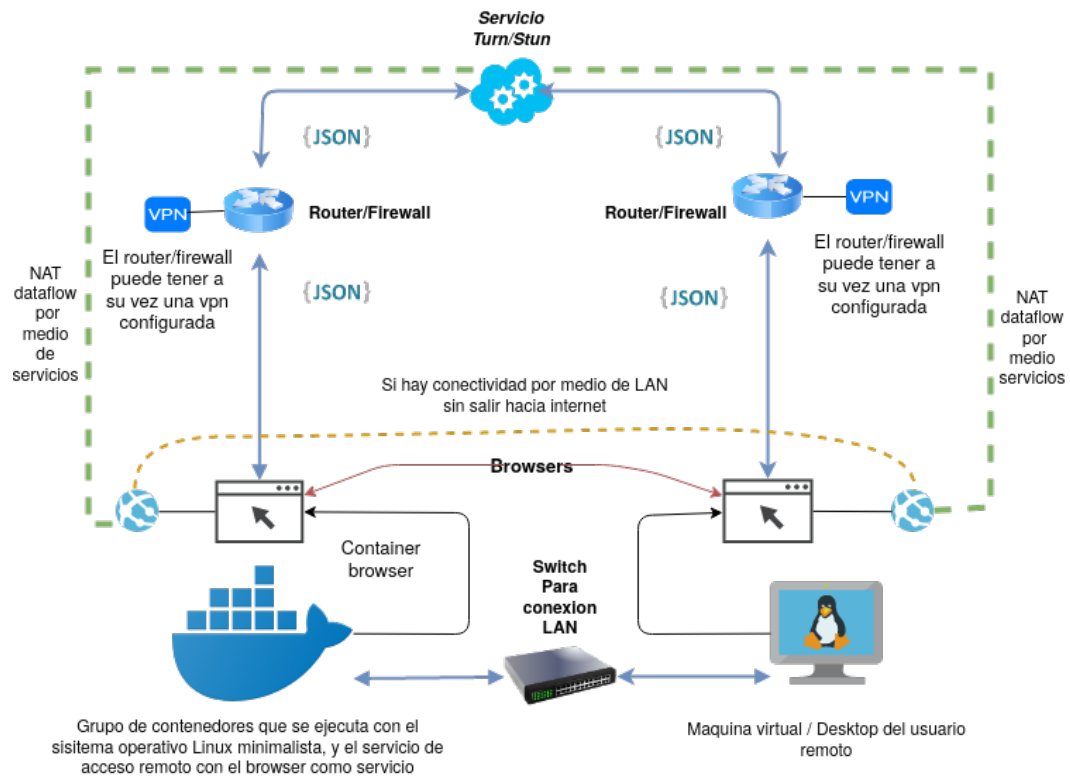 Servicio
Turn/Stun
{JSON}
{JSON}
VPN
Router/Firewall
Router/Firewall
VPN
El router/firewall
puede tener a
su vez una vpn
configurada
El router/firewall
puede tener a
su vez una vpn
configurada
NAT
dataflow
por
medio
de
servicios
{JSON}
{JSON}
NAT
dataflow
por
medio
servicios
Si hay conectividad por medio de LAN
sin salir hacia internet
Browsers
Container
browser
Switch
Para
conexion
LAN
Grupo de contenedores que se ejecuta con el
sisitema operativo Linux minimalista, y el servicio de
acceso remoto con el browser como servicio
Maquina virtual / Desktop del usuario
remoto